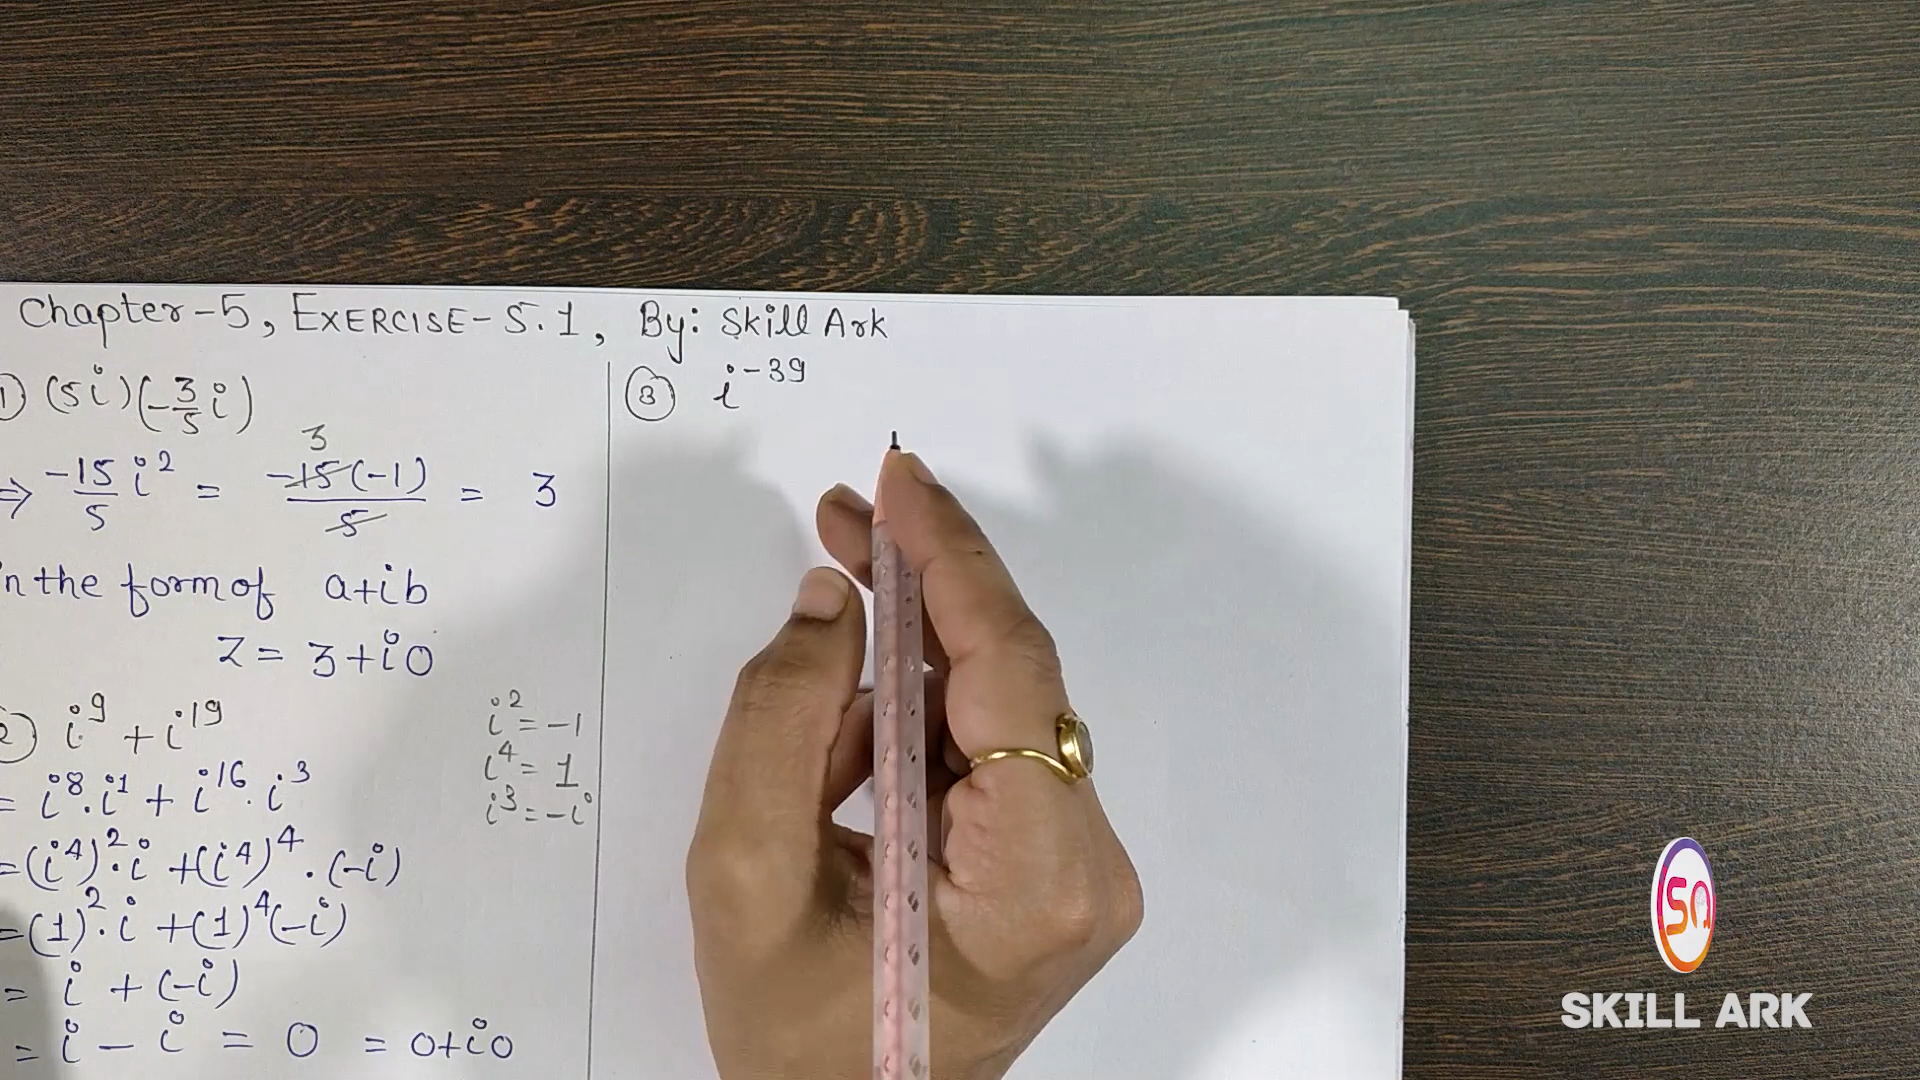 Chapter-5, EXERCISE-5.1, By: Skill Ark
1) (5i)(-3/5 i)
⇒ -15/5 i² = 3 -15(-1)/5 = 3
in the form of a+ib
Z = 3+i0
2) i⁹ + i¹⁹
= i⁸.i¹ + i¹⁶.i³
= (i⁴)².i + (i⁴)⁴.(-i)
= (1)².i + (1)⁴(-i)
= i + (-i)
= i - i = 0 = 0+i0
i² = -1
i⁴ = 1
i³ = -i
3 i⁻³⁹
SKILL ARK